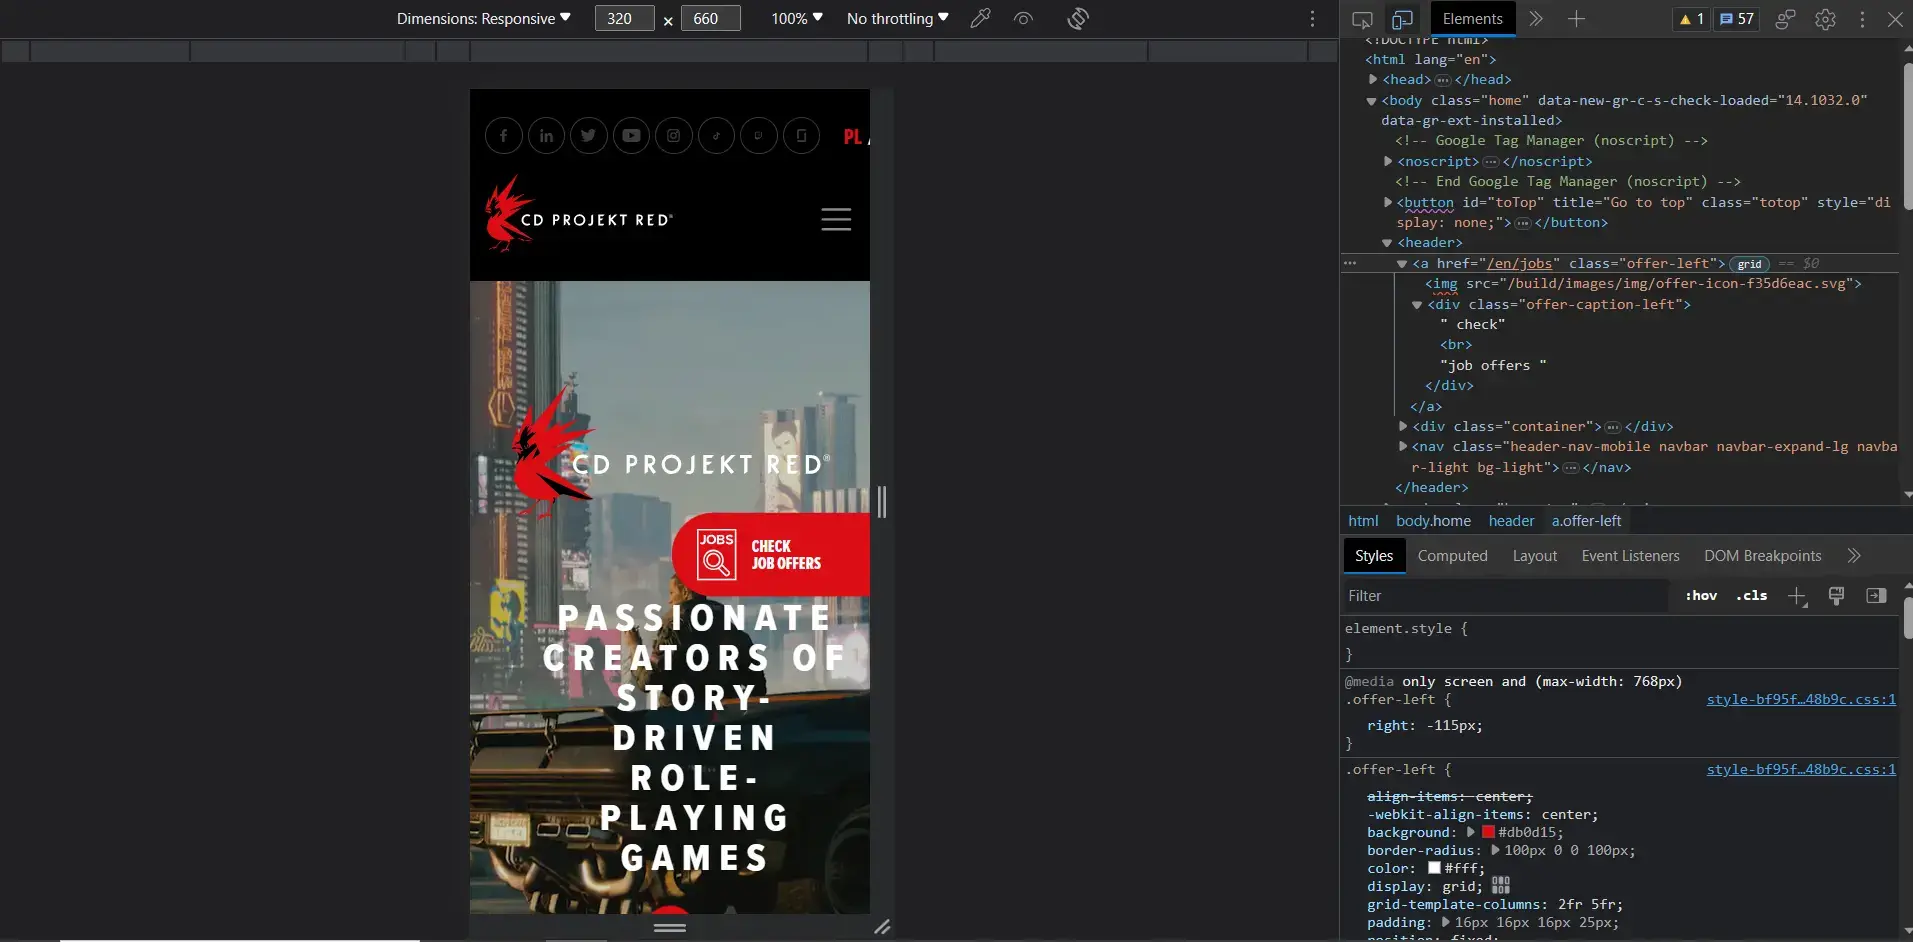 Dimensions: Responsive ▼ 320 × 660 100% ▼ No throttling ▼
Elements 1 57
<!DOCTYPE html>
<html lang="en">
<head> ⋯ </head>
<body class="home" data-new-gr-c-s-check-loaded="14.1032.0"
data-gr-ext-installed>
<!-- Google Tag Manager (noscript) -->
<noscript> ⋯ </noscript>
<!-- End Google Tag Manager (noscript) -->
<button id="toTop" title="Go to top" class="totop" style="di
splay: none;"> ⋯ </button>
<header>
<a href="/en/jobs" class="offer-left"> grid == $0
<img src="/build/images/img/offer-icon-f35d6eac.svg">
<div class="offer-caption-left">
" check"
<br>
"job offers "
</div>
</a>
<div class="container"> ⋯ </div>
<nav class="header-nav-mobile navbar navbar-expand-lg navba
r-light bg-light"> ⋯ </nav>
</header>
html body.home header a.offer-left
Styles Computed Layout Event Listeners DOM Breakpoints
Filter :hov .cls
element.style {
}
@media only screen and (max-width: 768px)
.offer-left { style-bf95f…48b9c.css:1
right: -115px;
}
.offer-left { style-bf95f…48b9c.css:1
align-items: center;
-webkit-align-items: center;
background: #db0d15;
border-radius: 100px 0 0 100px;
color: #fff;
display: grid;
grid-template-columns: 2fr 5fr;
padding: 16px 16px 16px 25px;
position: fixed;
PL
CD PROJEKT RED®
CD PROJEKT RED®
JOBS
CHECK
JOB OFFERS
PASSIONATE
CREATORS OF
STORY-
DRIVEN
ROLE-
PLAYING
GAMES